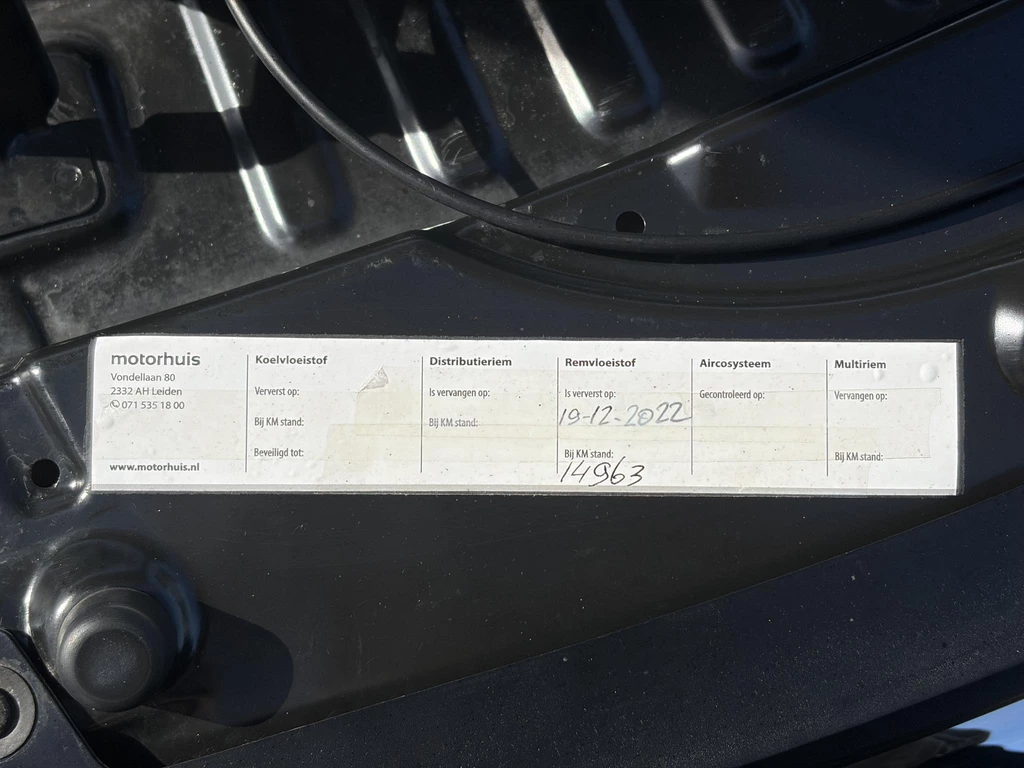 motorhuis
Vondellaan 80
2332 AH Leiden
071 535 18 00
www.motorhuis.nl
Koelvloeistof
Ververst op:
Bij KM stand:
Beveiligd tot:
Distributieriem
Is vervangen op:
Bij KM stand:
Remvloeistof
Is ververst op:
19-12-2022
Bij KM stand:
14963
Aircosysteem
Gecontroleerd op:
Multiriem
Vervangen op:
Bij KM stand: